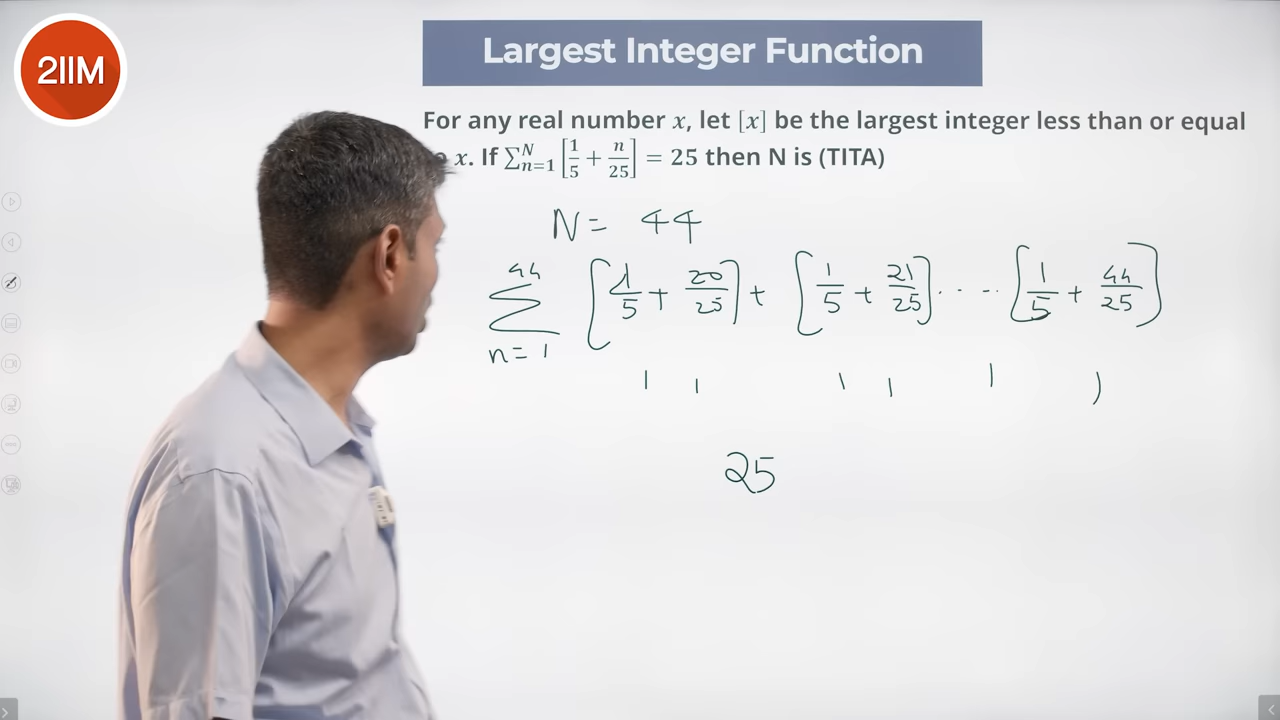 2IIM
Largest Integer Function
For any real number x, let [x] be the largest integer less than or equal
x. If ∑_{n=1}^{N} [1/5 + n/25] = 25 then N is (TITA)
N = 44
∑_{n=1}^{44} [1/5 + 20/25] + [1/5 + 21/25] ... [1/5 + 44/25]
1 1 1 1 1 1
25